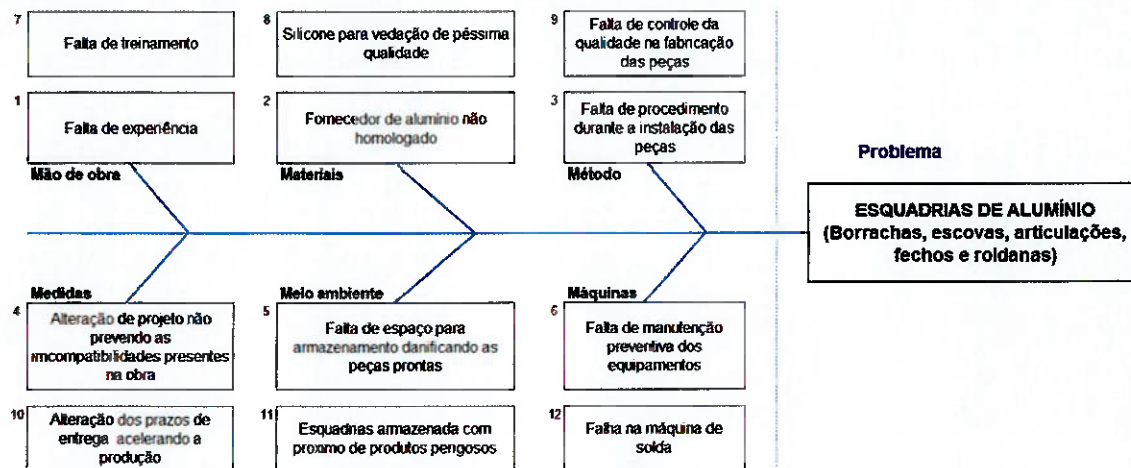 7
Falta de treinamento
8
Silicone para vedação de péssima
qualidade
9
Falta de controle da
qualidade na fabricação
das peças
1
Falta de experiência
2
Fornecedor de alumínio não
homologado
3
Falta de procedimento
durante a instalação das
peças
Mão de obra
Materiais
Método
Problema
ESQUADRIAS DE ALUMÍNIO
(Borrachas, escovas, articulações,
fechos e roldanas)
Medidas
Meio ambiente
Máquinas
4
Alteração de projeto não
prevendo as
imcompatibilidades presentes
na obra
5
Falta de espaço para
armazenamento danificando as
peças prontas
6
Falta de manutenção
preventiva dos
equipamentos
10
Alteração dos prazos de
entrega acelerando a
produção
11
Esquadrias armazenada com
proximo de produtos perigosos
12
Falha na máquina de
solda